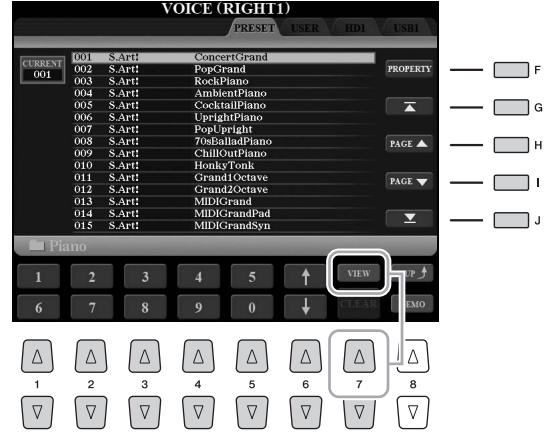 VOICE (RIGHT1)
PRESET USER HD1 USB1
CURRENT
001
001 S.Art! ConcertGrand
002 S.Art! PopGrand
003 S.Art! RockPiano
004 S.Art! AmbientPiano
005 S.Art! CocktailPiano
006 S.Art! UprightPiano
007 S.Art! PopUpright
008 S.Art! 70sBalladPiano
009 S.Art! ChillOutPiano
010 S.Art! HonkyTonk
011 S.Art! Grand1Octave
012 S.Art! Grand2Octave
013 S.Art! MIDIGrand
014 S.Art! MIDIGrandPad
015 S.Art! MIDIGrandSyn
PROPERTY
PAGE
PAGE
F
G
H
I
J
Piano
1 2 3 4 5 VIEW UP
6 7 8 9 0 CLEAR DEMO
1 2 3 4 5 6 7 8